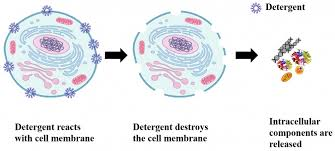 Detergent
Detergent reacts
with cell membrane
Detergent destroys
the cell membrane
Intracellular
components are
released